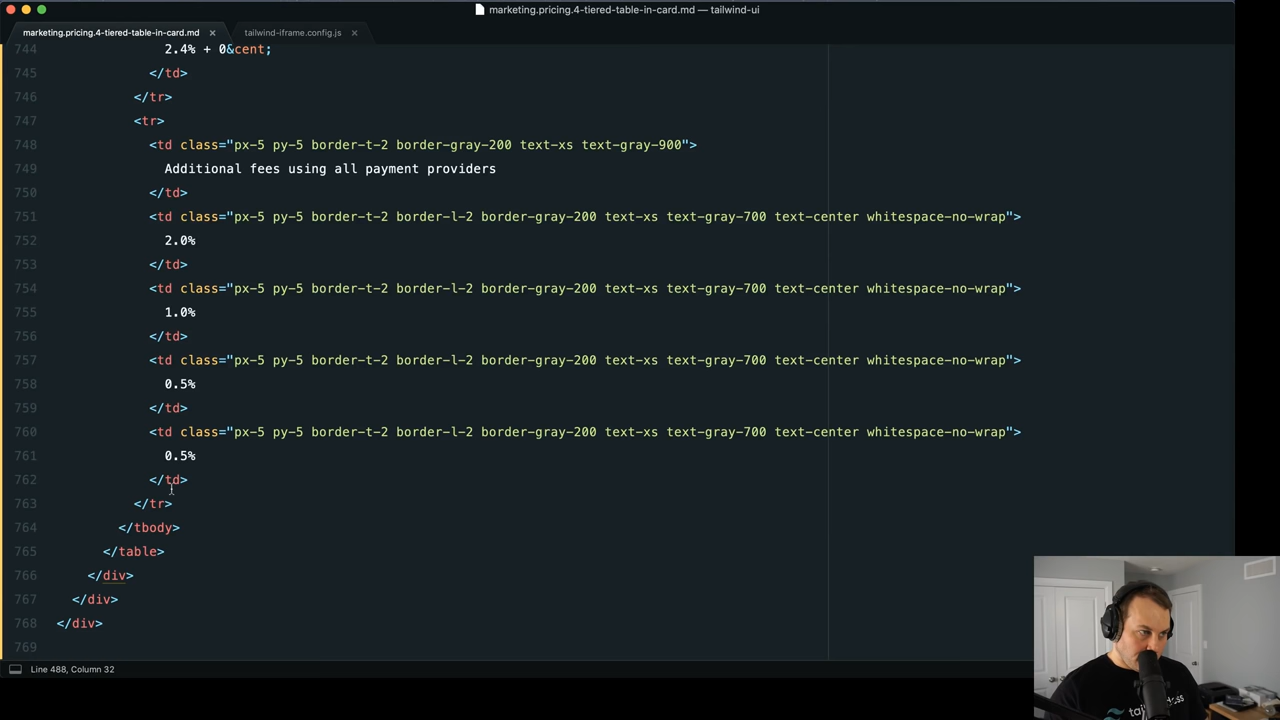 marketing.pricing.4-tiered-table-in-card.md — tailwind-ui
marketing.pricing.4-tiered-table-in-card.md × tailwind-iframe.config.js ×
744 2.4% + 0&cent;
745 </td>
746 </tr>
747 <tr>
748 <td class="px-5 py-5 border-t-2 border-gray-200 text-xs text-gray-900">
749 Additional fees using all payment providers
750 </td>
751 <td class="px-5 py-5 border-t-2 border-l-2 border-gray-200 text-xs text-gray-700 text-center whitespace-no-wrap">
752 2.0%
753 </td>
754 <td class="px-5 py-5 border-t-2 border-l-2 border-gray-200 text-xs text-gray-700 text-center whitespace-no-wrap">
755 1.0%
756 </td>
757 <td class="px-5 py-5 border-t-2 border-l-2 border-gray-200 text-xs text-gray-700 text-center whitespace-no-wrap">
758 0.5%
759 </td>
760 <td class="px-5 py-5 border-t-2 border-l-2 border-gray-200 text-xs text-gray-700 text-center whitespace-no-wrap">
761 0.5%
762 </td>
763 </tr>
764 </tbody>
765 </table>
766 </div>
767 </div>
768 </div>
769
Line 488, Column 32